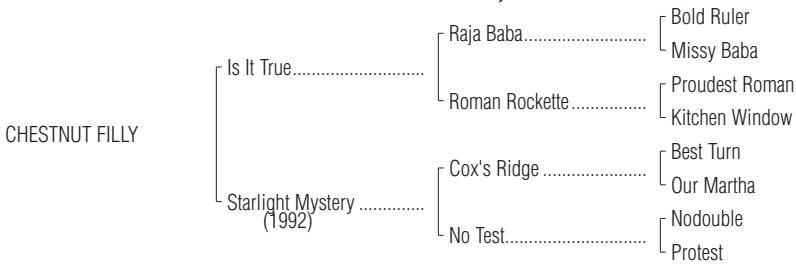 Bold Ruler
Raja Baba............................
Missy Baba
Is It True..............................
Proudest Roman
Roman Rockette.................
Kitchen Window
CHESTNUT FILLY
Best Turn
Cox's Ridge ........................
Our Martha
Starlight Mystery ...............
(1992)
Nodouble
No Test................................
Protest